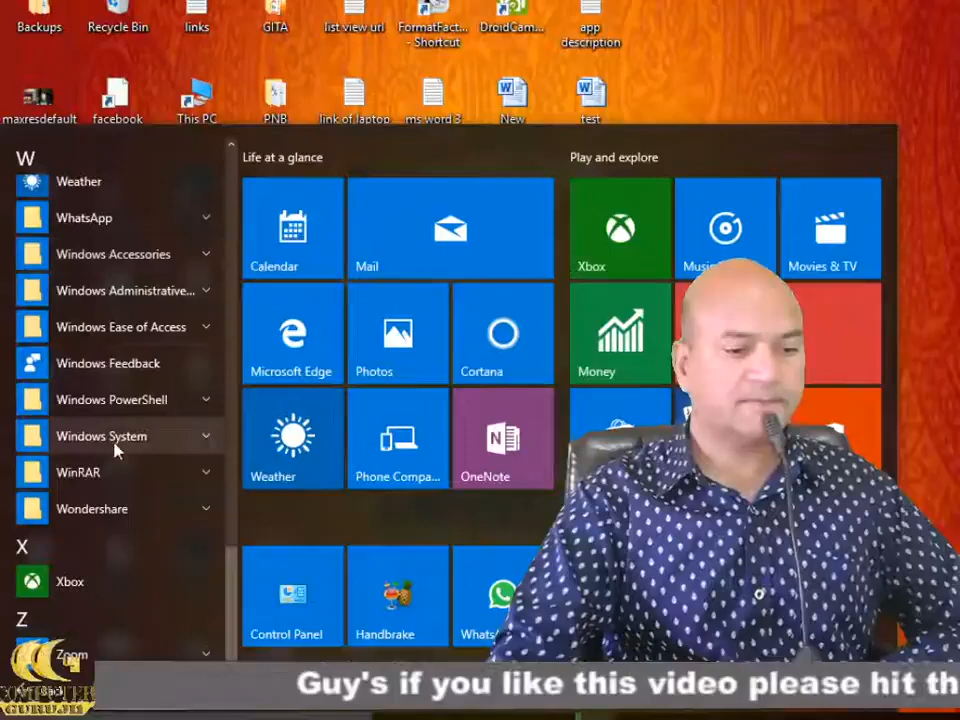 Backups
Recycle Bin
links
GITA
list view url
FormatFact...
- Shortcut
DroidCam...
app
description
maxresdefault
facebook
This PC
PNB
link of laptop
ms word 3
New
test
W
Weather
WhatsApp
Windows Accessories
Windows Administrative...
Windows Ease of Access
Windows Feedback
Windows PowerShell
Windows System
WinRAR
Wondershare
X
Xbox
Z
Zoom
Life at a glance
Calendar
Mail
Microsoft Edge
Photos
Cortana
Weather
Phone Compa...
OneNote
Control Panel
Handbrake
Play and explore
Xbox
Movies & TV
Money
COMPUTER
GURUJII
Guy's if you like this video please hit th